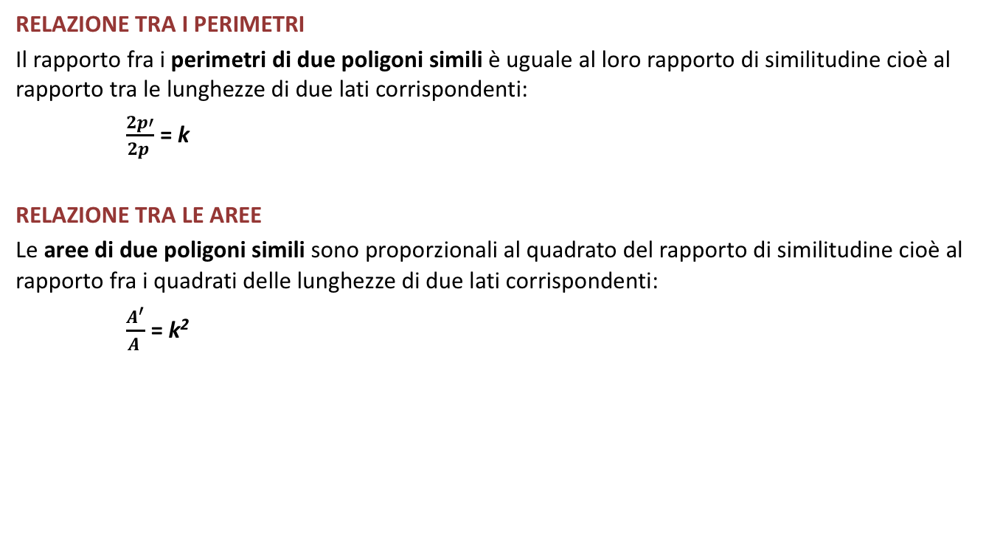 RELAZIONE TRA I PERIMETRI
Il rapporto fra i perimetri di due poligoni simili è uguale al loro rapporto di similitudine cioè al
rapporto tra le lunghezze di due lati corrispondenti:
2p′/2p = k
RELAZIONE TRA LE AREE
Le aree di due poligoni simili sono proporzionali al quadrato del rapporto di similitudine cioè al
rapporto fra i quadrati delle lunghezze di due lati corrispondenti:
A′/A = k²